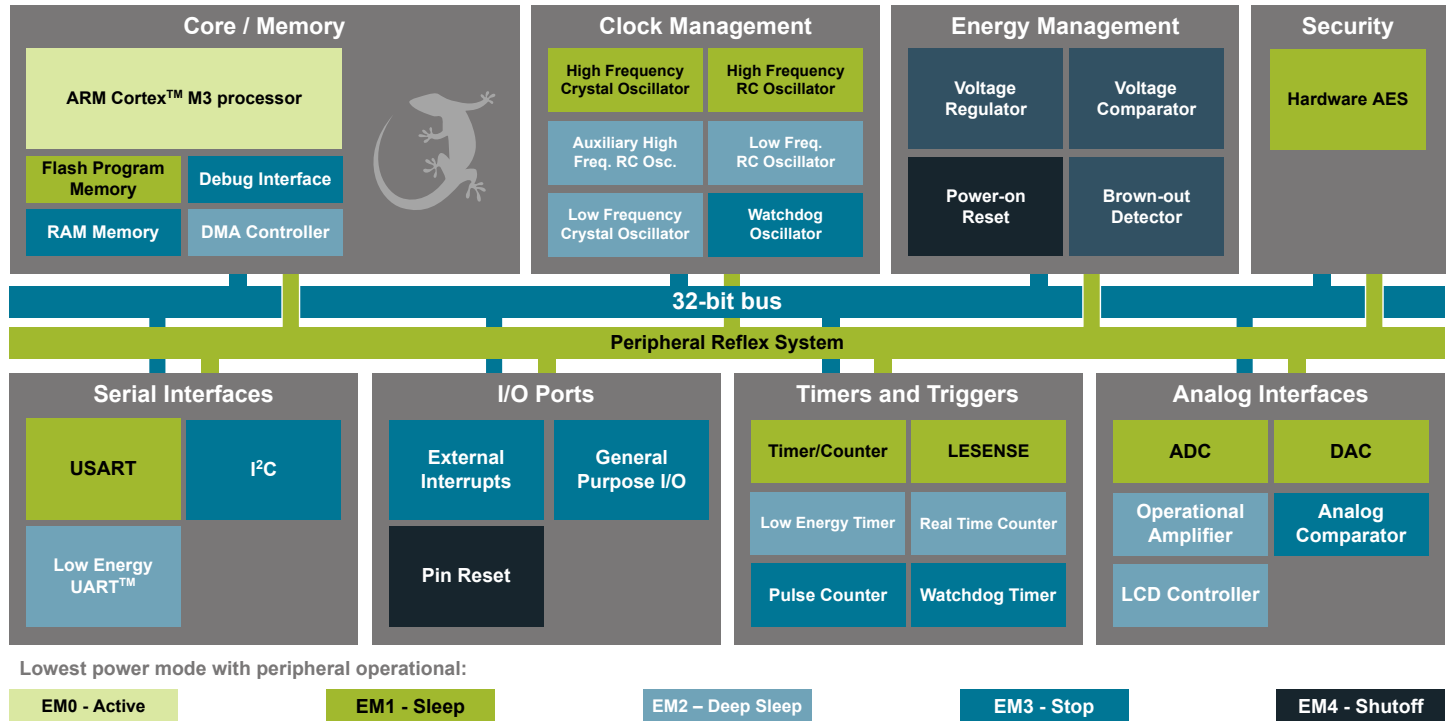 Core / Memory
ARM Cortex™ M3 processor
Flash Program
Memory
Debug Interface
RAM Memory
DMA Controller
Clock Management
High Frequency
Crystal Oscillator
High Frequency
RC Oscillator
Auxiliary High
Freq. RC Osc.
Low Freq.
RC Oscillator
Low Frequency
Crystal Oscillator
Watchdog
Oscillator
Energy Management
Voltage
Regulator
Voltage
Comparator
Power-on
Reset
Brown-out
Detector
Security
Hardware AES
32-bit bus
Peripheral Reflex System
Serial Interfaces
USART
I²C
Low Energy
UART™
I/O Ports
External
Interrupts
General
Purpose I/O
Pin Reset
Timers and Triggers
Timer/Counter
LESENSE
Low Energy Timer
Real Time Counter
Pulse Counter
Watchdog Timer
Analog Interfaces
ADC
DAC
Operational
Amplifier
Analog
Comparator
LCD Controller
Lowest power mode with peripheral operational:
EM0 - Active
EM1 - Sleep
EM2 – Deep Sleep
EM3 - Stop
EM4 - Shutoff